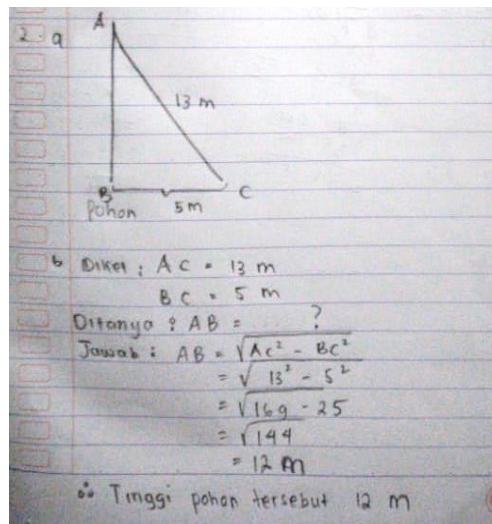 2. a
A
13 m
B C
Pohon 5 m
b Diket : AC = 13 m
BC = 5 m
Ditanya : AB = ?
Jawab : AB = √AC² - BC²
= √13² - 5²
= √169 - 25
= √144
= 12 m
∴ Tinggi pohon tersebut 12 m